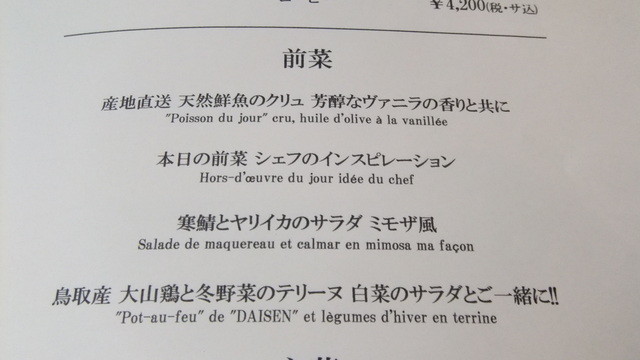 ¥4,200(税・サ込)
前菜
産地直送 天然鮮魚のクリュ 芳醇なヴァニラの香りと共に
"Poisson du jour" cru, huile d'olive à la vanillée
本日の前菜 シェフのインスピレーション
Hors-d'œuvre du jour idée du chef
寒鯖とヤリイカのサラダ ミモザ風
Salade de maquereau et calmar en mimosa ma façon
鳥取産 大山鶏と冬野菜のテリーヌ 白菜のサラダとご一緒に!!
"Pot-au-feu" de "DAISEN" et lègumes d'hiver en terrine